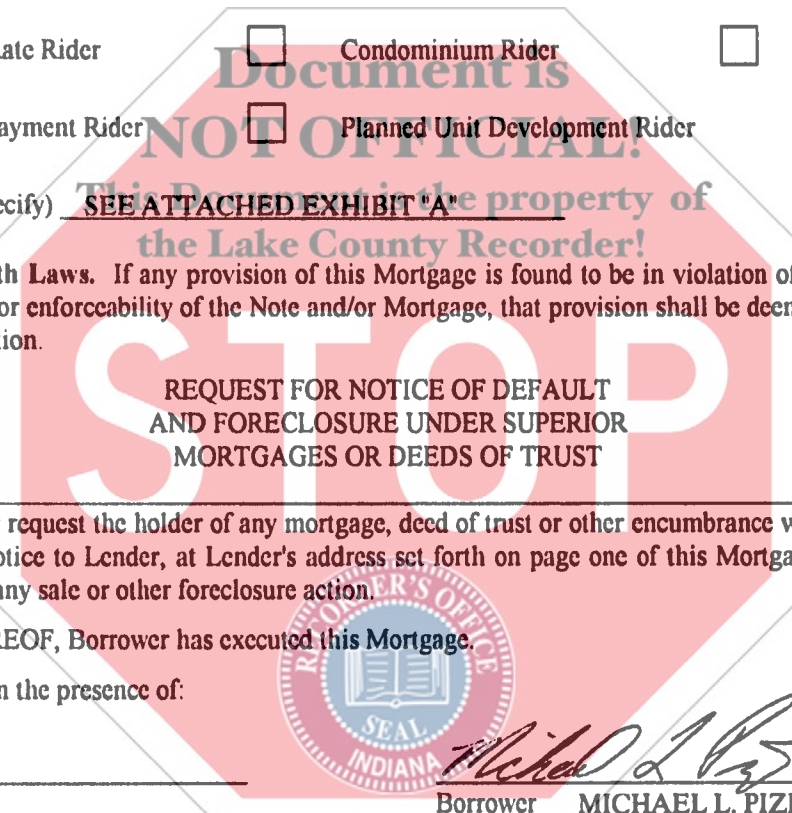 ate Rider Condominium Rider
ayment Rider Planned Unit Development Rider
ecify) SEE ATTACHED EXHIBIT "A"
Document is
NOT OFFICIAL!
This Document is the property of
the Lake County Recorder!
STOP
th Laws. If any provision of this Mortgage is found to be in violation of
or enforceability of the Note and/or Mortgage, that provision shall be deen
tion.
REQUEST FOR NOTICE OF DEFAULT
AND FORECLOSURE UNDER SUPERIOR
MORTGAGES OR DEEDS OF TRUST
request the holder of any mortgage, deed of trust or other encumbrance w
otice to Lender, at Lender's address set forth on page one of this Mortga
any sale or other foreclosure action.
REOF, Borrower has executed this Mortgage.
n the presence of:
RECORDER'S OFFICE
SEAL
INDIANA
Michael L
Borrower MICHAEL L. PIZ